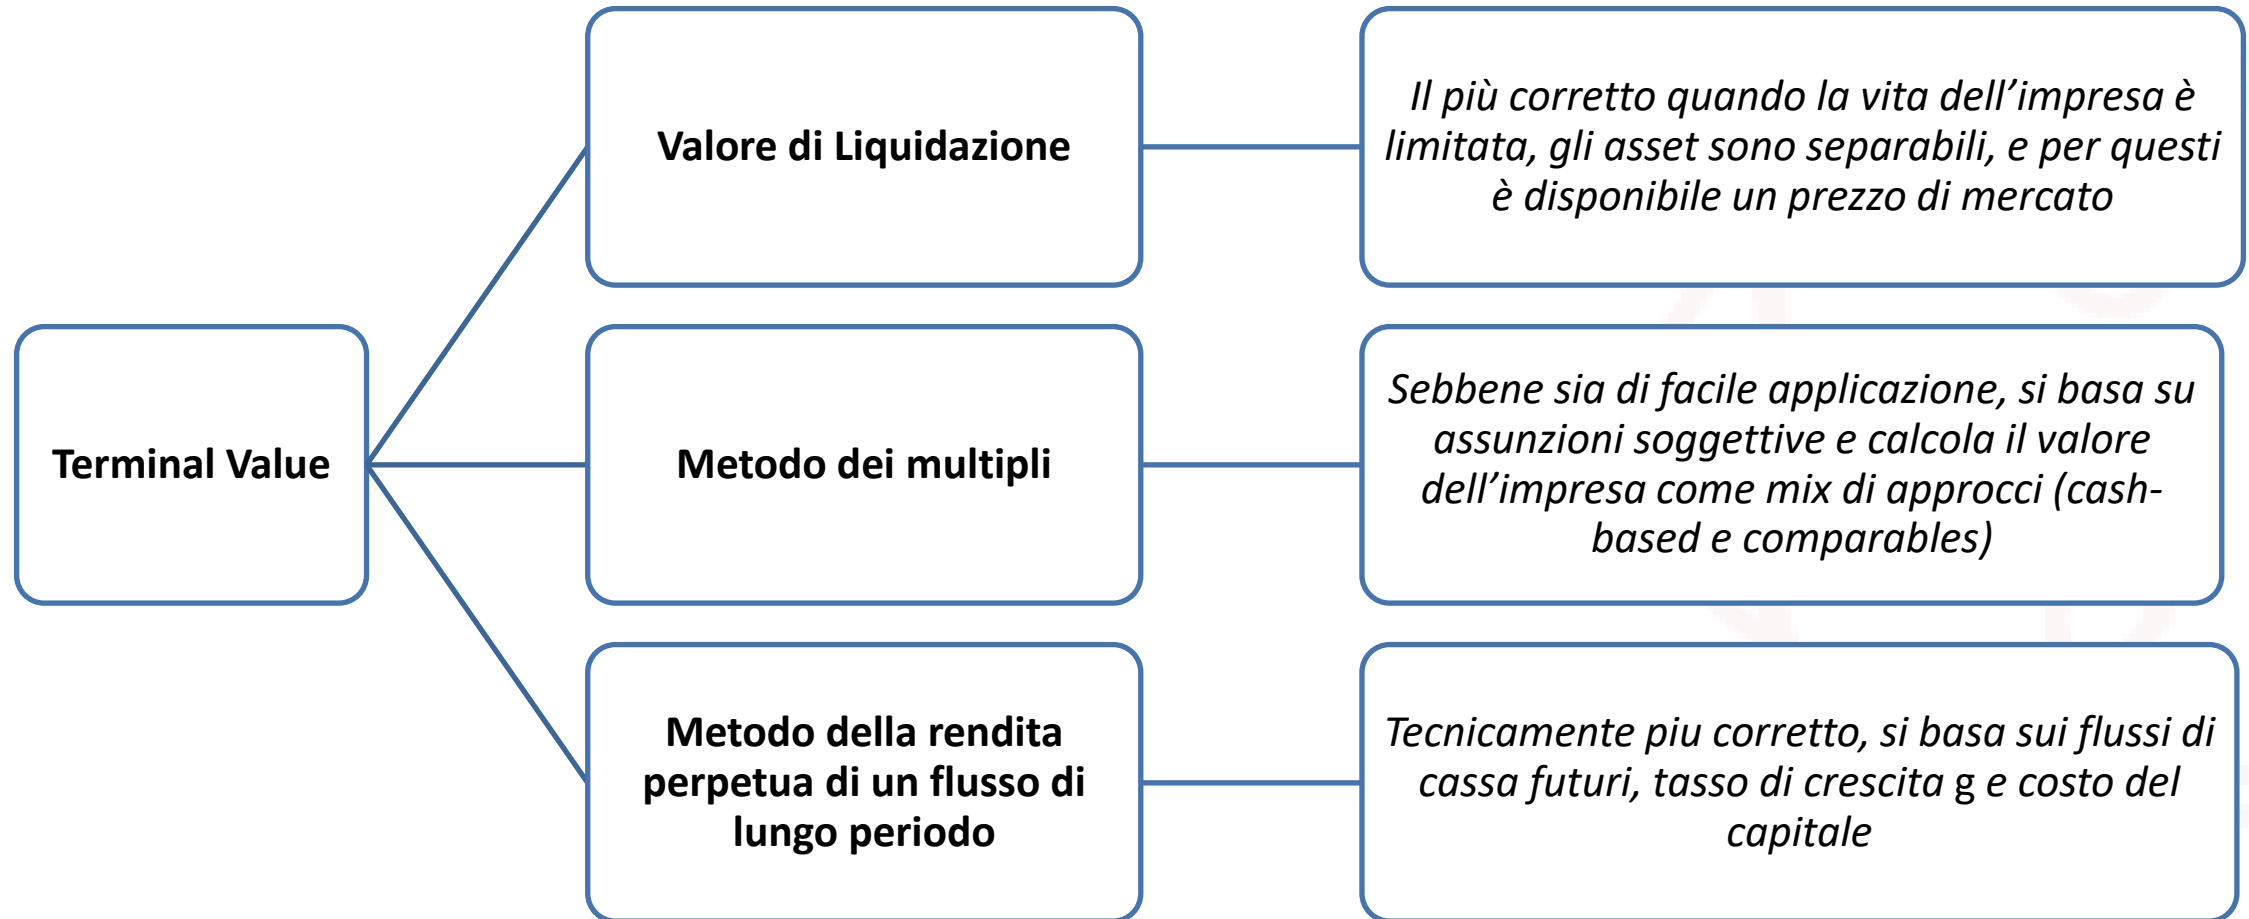 Valore di Liquidazione
Il più corretto quando la vita dell’impresa è
limitata, gli asset sono separabili, e per questi
è disponibile un prezzo di mercato
Terminal Value
Metodo dei multipli
Sebbene sia di facile applicazione, si basa su
assunzioni soggettive e calcola il valore
dell’impresa come mix di approcci (cash-
based e comparables)
Metodo della rendita
perpetua di un flusso di
lungo periodo
Tecnicamente piu corretto, si basa sui flussi di
cassa futuri, tasso di crescita g e costo del
capitale